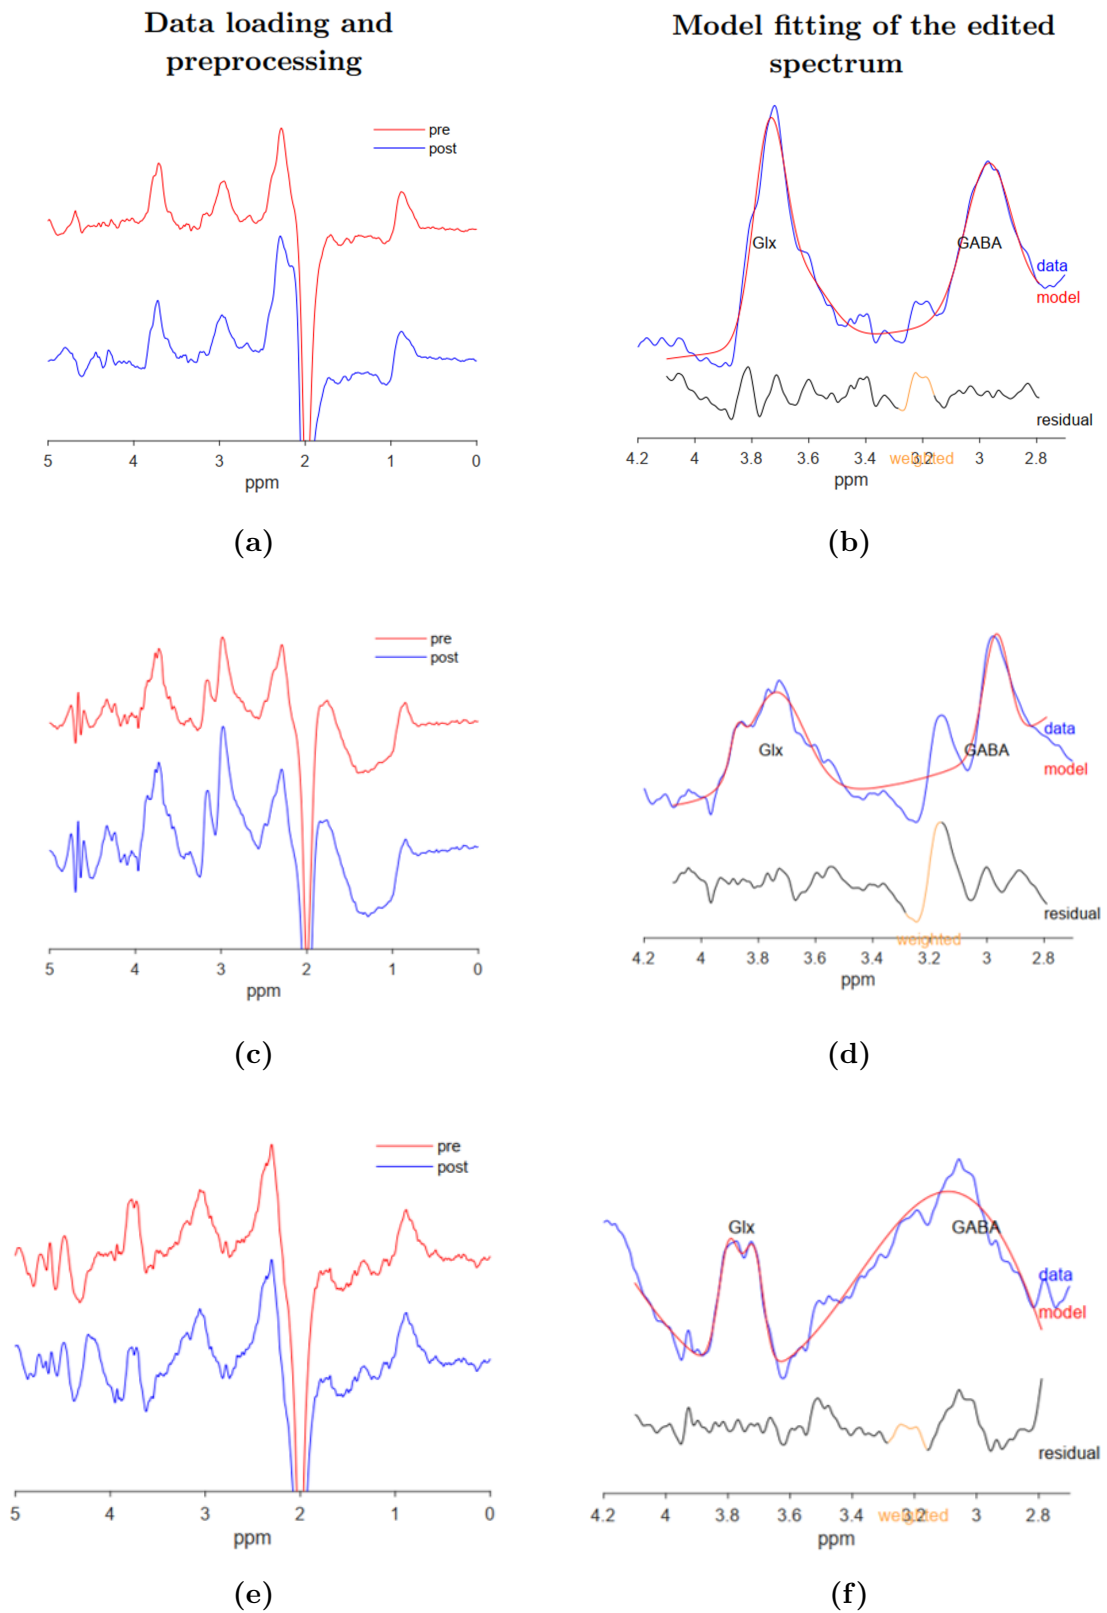 Data loading and
preprocessing
Model fitting of the edited
spectrum
pre
post
5 4 3 2 1 0
ppm
(a)
Glx
GABA
data
model
residual
4.2 4 3.8 3.6 3.4 3.2 3 2.8
weighted
ppm
(b)
pre
post
5 4 3 2 1 0
ppm
(c)
Glx
GABA
data
model
residual
weighted
4.2 4 3.8 3.6 3.4 3.2 3 2.8
ppm
(d)
pre
post
5 4 3 2 1 0
ppm
(e)
Glx
GABA
data
model
residual
4.2 4 3.8 3.6 3.4 3.2 3 2.8
weighted
ppm
(f)